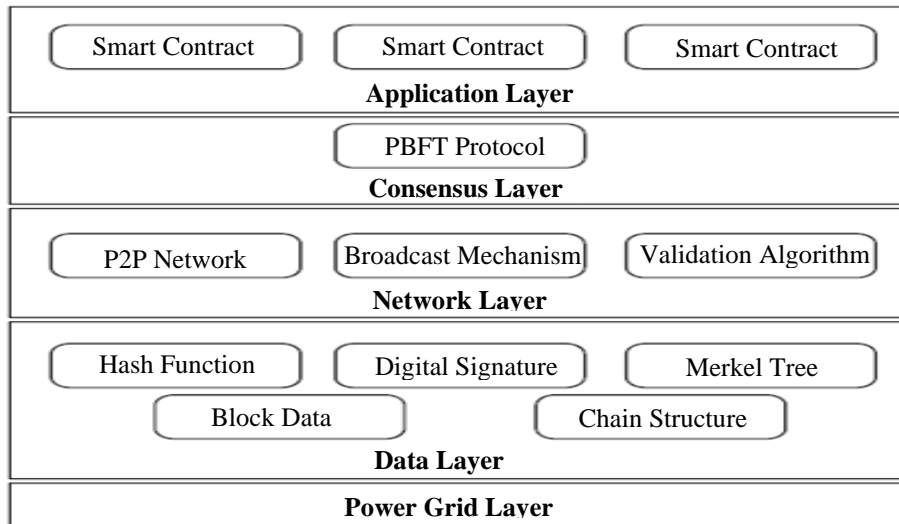 Smart Contract
Smart Contract
Smart Contract
Application Layer
PBFT Protocol
Consensus Layer
P2P Network
Broadcast Mechanism
Validation Algorithm
Network Layer
Hash Function
Digital Signature
Merkel Tree
Block Data
Chain Structure
Data Layer
Power Grid Layer